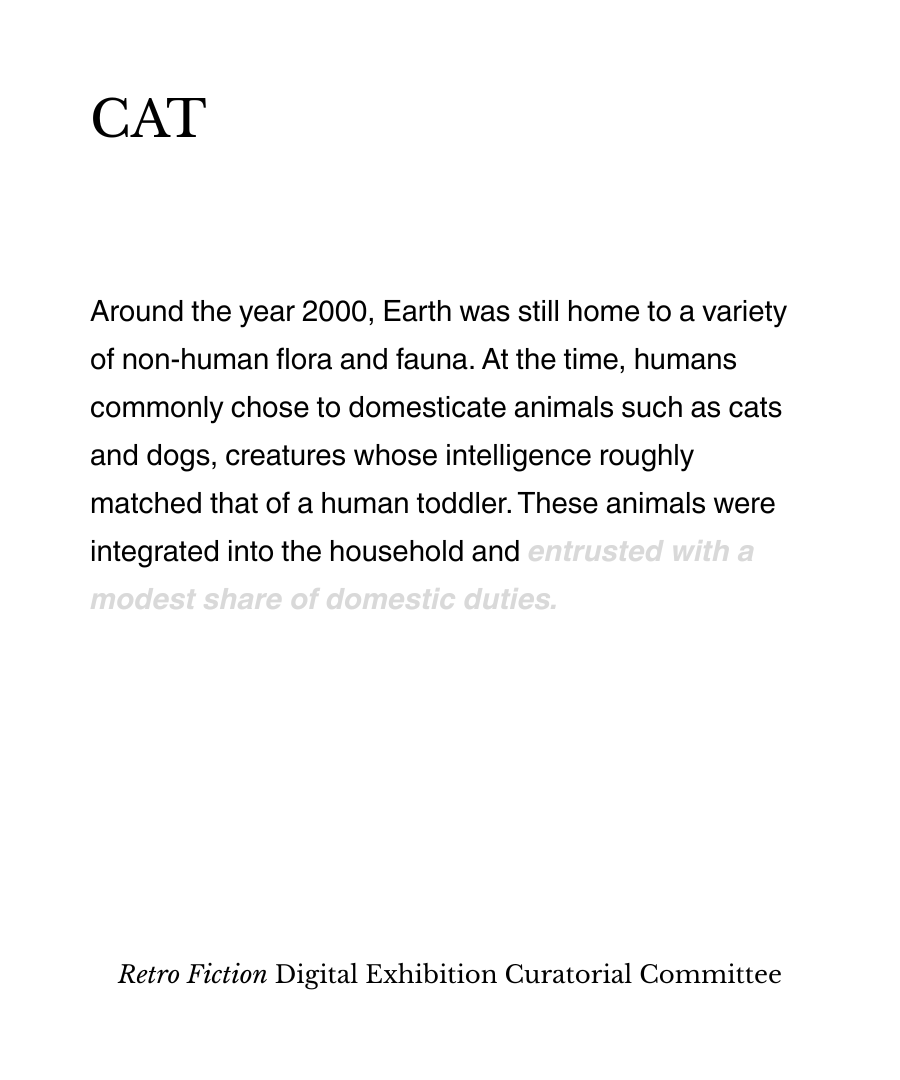 CAT
Around the year 2000, Earth was still home to a variety
of non-human flora and fauna. At the time, humans
commonly chose to domesticate animals such as cats
and dogs, creatures whose intelligence roughly
matched that of a human toddler. These animals were
integrated into the household and entrusted with a
modest share of domestic duties.
Retro Fiction Digital Exhibition Curatorial Committee